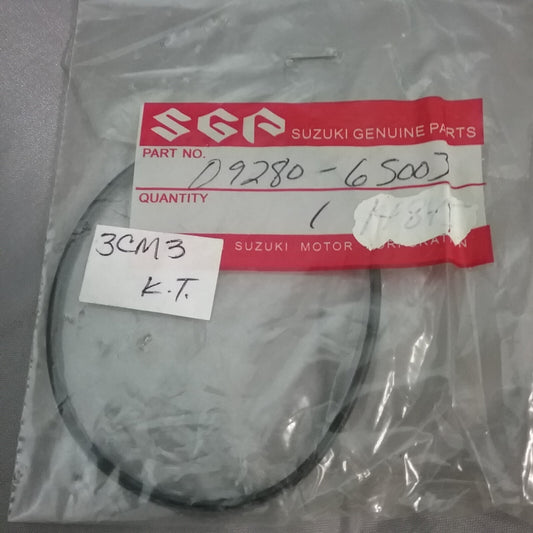 SGP SUZUKI GENUINE PARTS
PART NO. 09280-65003
QUANTITY 1
SUZUKI MOTOR CORPORATION
3CM3
K.T.